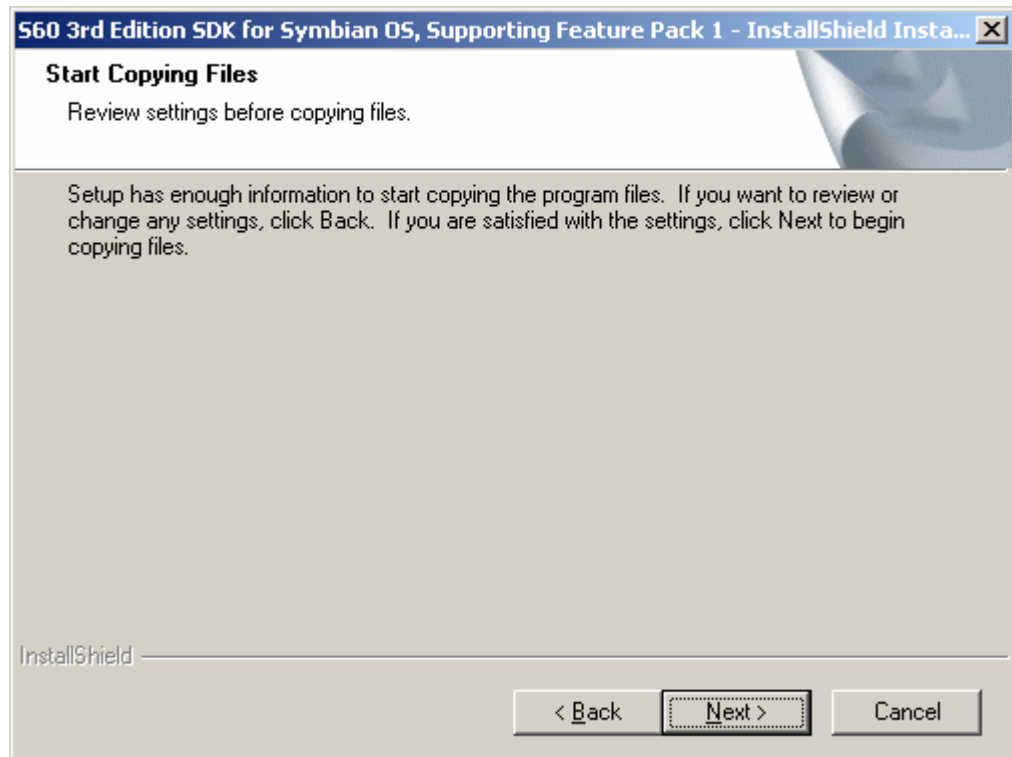 S60 3rd Edition SDK for Symbian OS, Supporting Feature Pack 1 - InstallShield Insta...
Start Copying Files
Review settings before copying files.
Setup has enough information to start copying the program files. If you want to review or
change any settings, click Back. If you are satisfied with the settings, click Next to begin
copying files.
InstallShield
< Back
Next >
Cancel